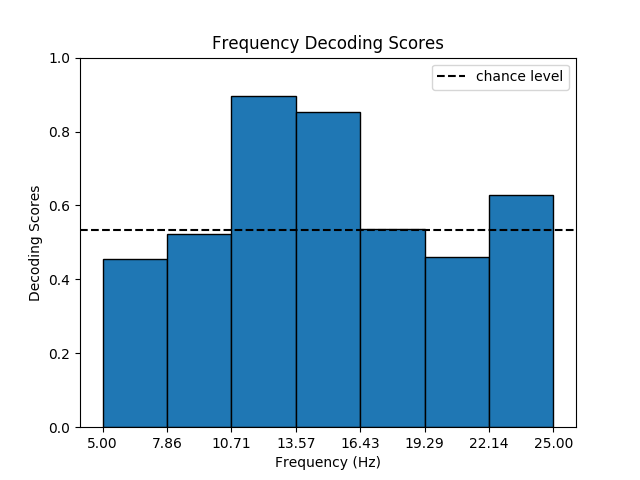 Frequency Decoding Scores
chance level
1.0
0.8
0.6
0.4
0.2
0.0
Decoding Scores
5.00 7.86 10.71 13.57 16.43 19.29 22.14 25.00
Frequency (Hz)